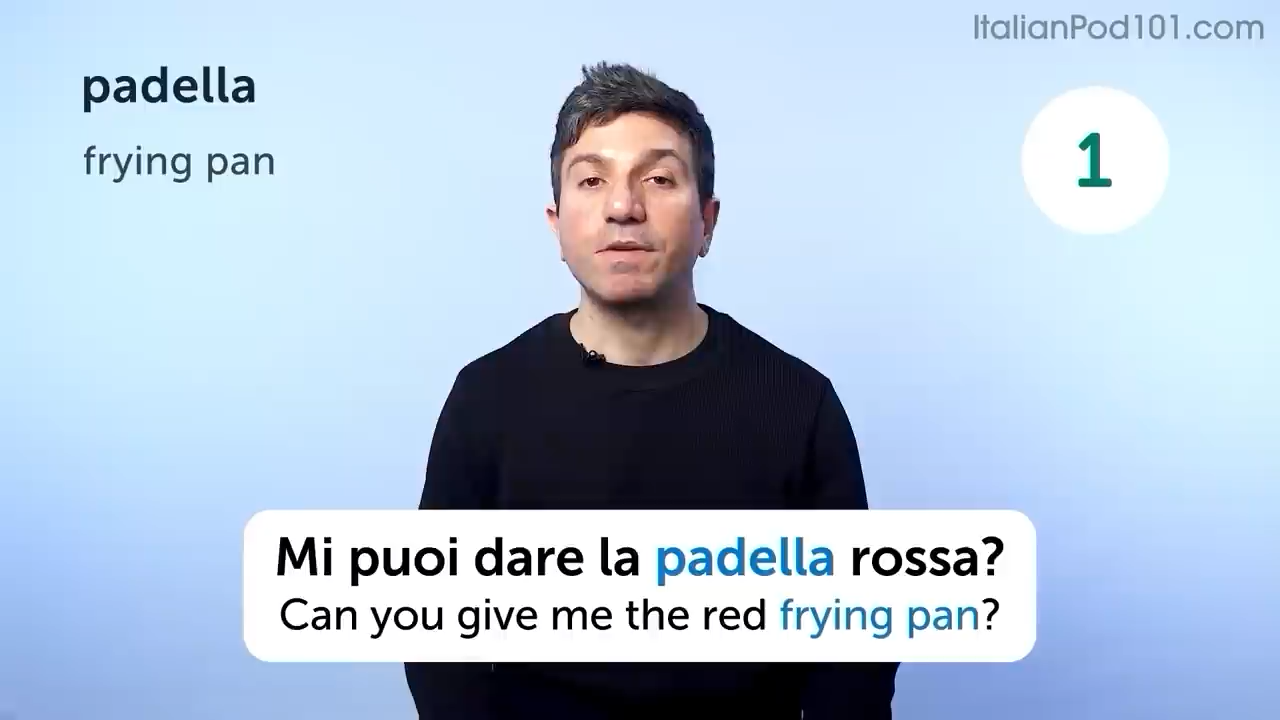 ItalianPod101.com
padella
frying pan
1
Mi puoi dare la padella rossa?
Can you give me the red frying pan?